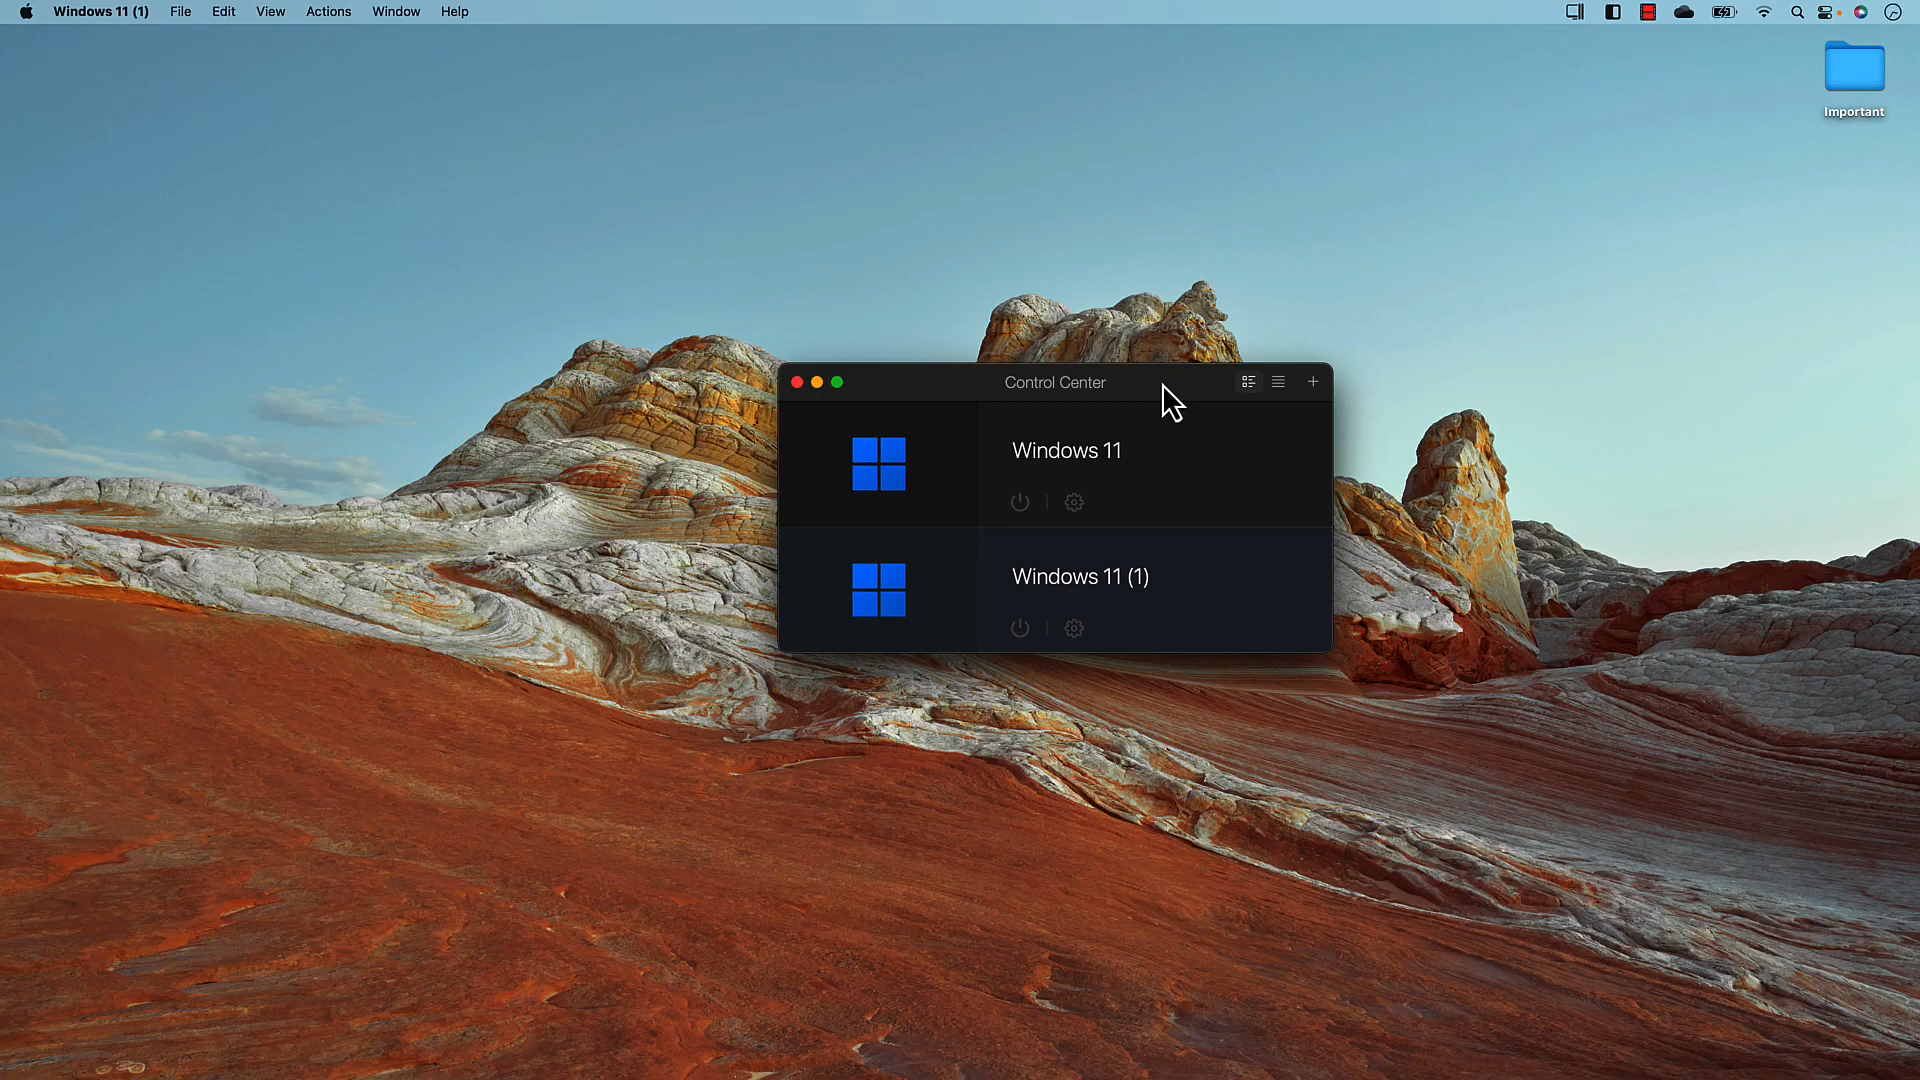 Windows 11 (1) File Edit View Actions Window Help
Important
Control Center
Windows 11
Windows 11 (1)